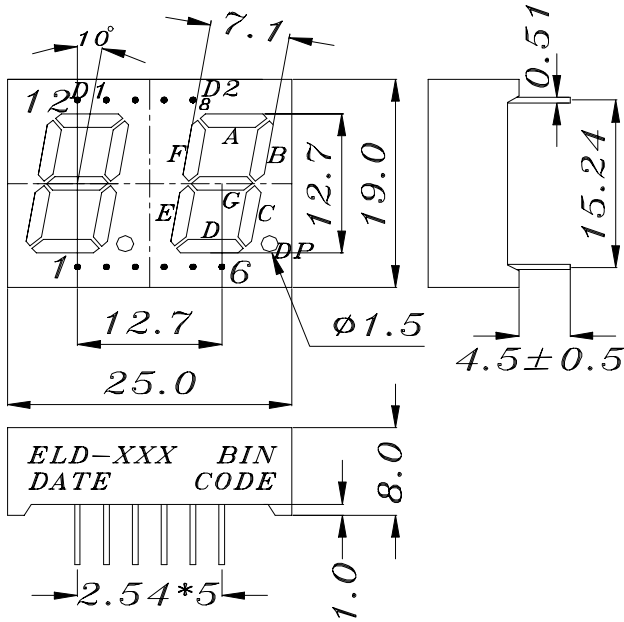 10°
7.1
0.51
12
D1
D2
8
A
F
B
12.7
19.0
15.24
G
E
C
D
DP
1
6
12.7
ø1.5
4.5±0.5
25.0
ELD-XXX BIN
DATE CODE
8.0
1.0
2.54*5